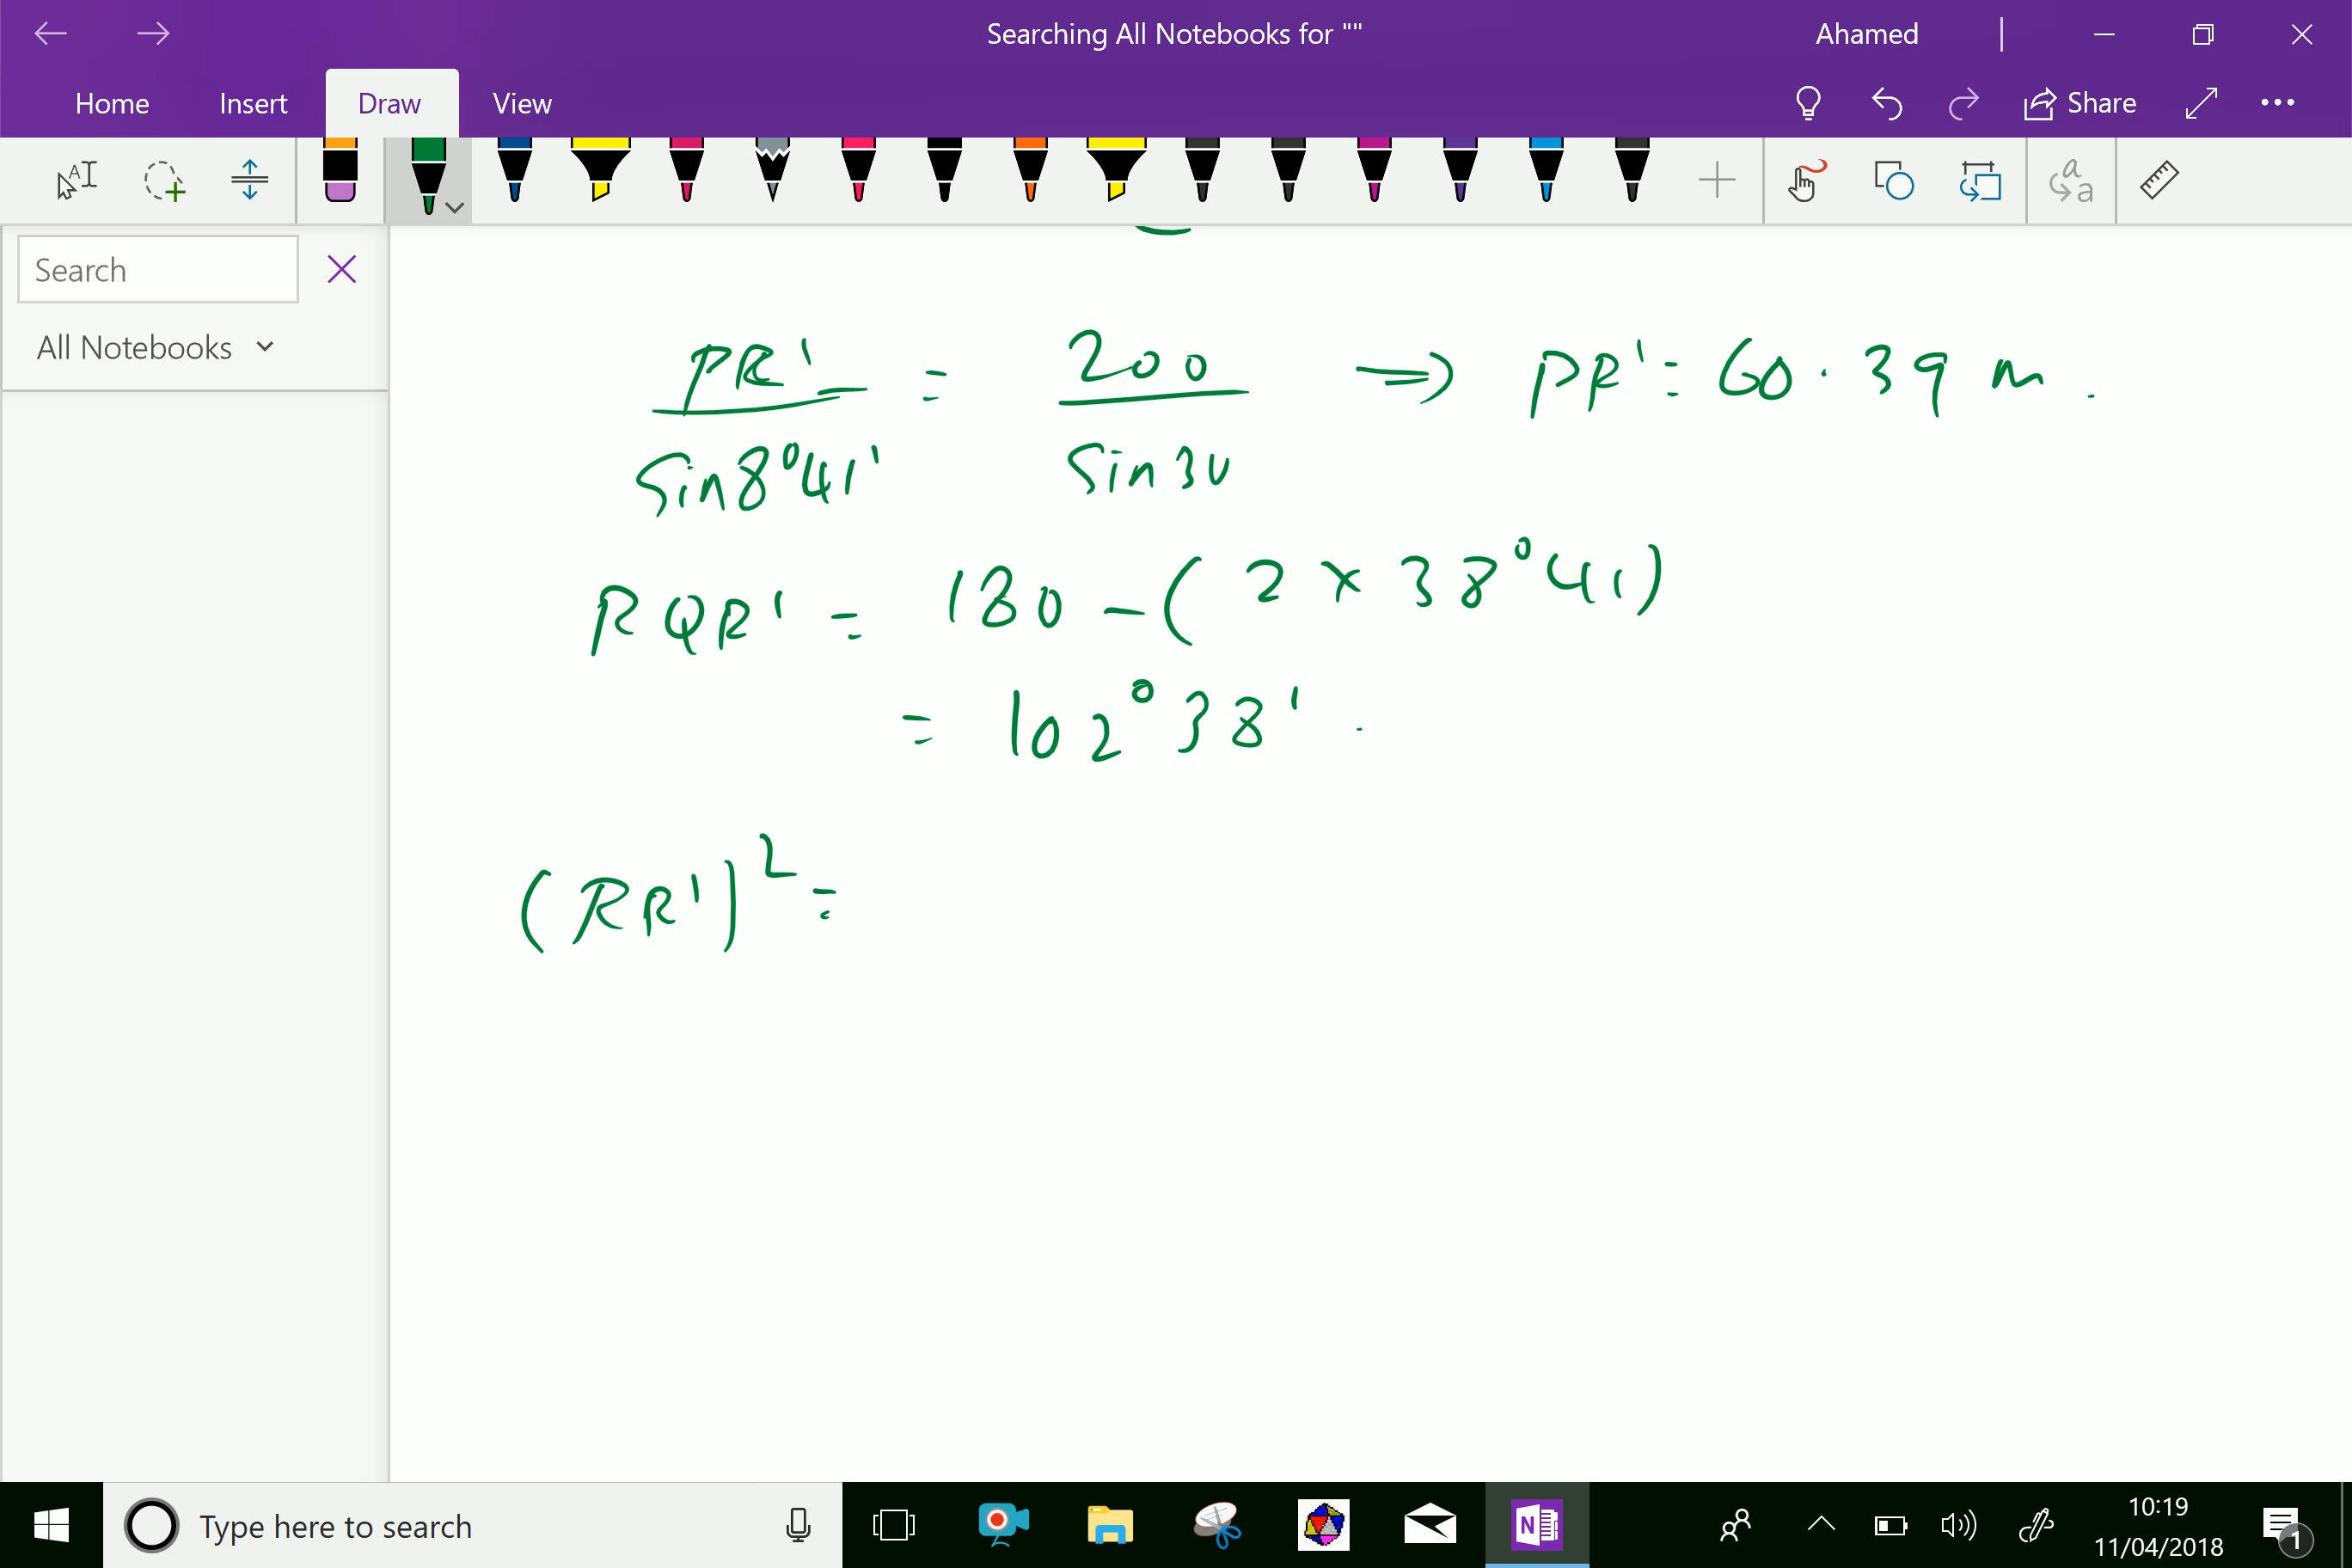 Searching All Notebooks for ""
Ahamed
Home Insert Draw View Share
Search
All Notebooks
PR' = 200 ⇒ PR' = 60.39 m.
Sin8°41' Sin30
RQR' = 180 - (2 × 38°41)
= 102°38'.
(RR')² =
Type here to search
N
10:19
11/04/2018
1